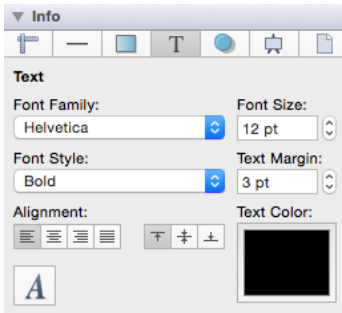 Info
T
Text
Font Family: Font Size:
Helvetica 12 pt
Font Style: Text Margin:
Bold 3 pt
Alignment: Text Color:
A